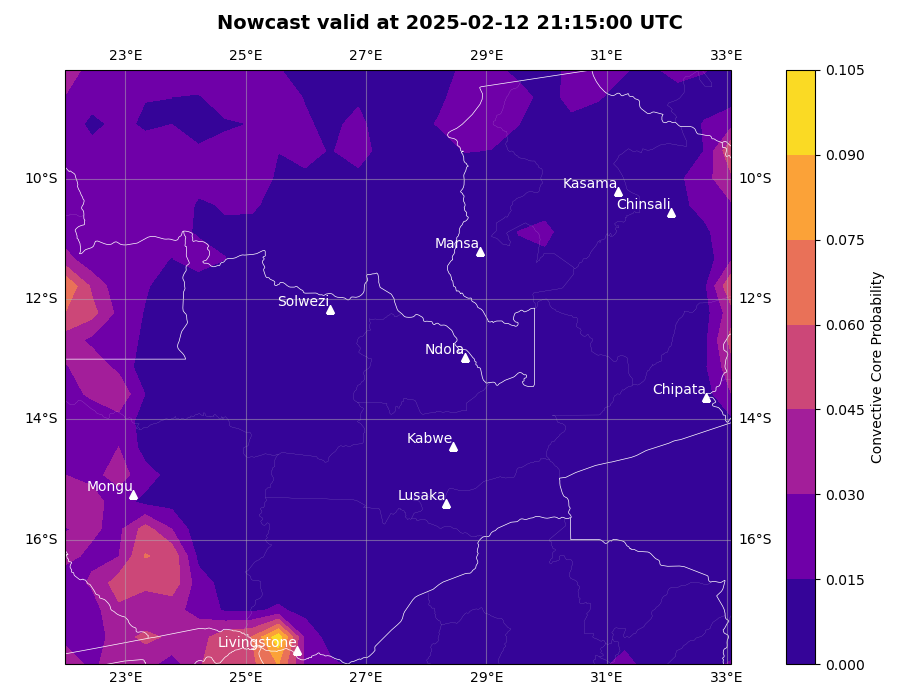 Nowcast valid at 2025-02-12 21:15:00 UTC
23°E 25°E 27°E 29°E 31°E 33°E
0.105
0.090
10°S 10°S
Kasama
Chinsali
0.075
Mansa
12°S 12°S
Solwezi
0.060
Ndola
Chipata
0.045
14°S 14°S
Kabwe
Mongu
Lusaka
0.030
16°S 16°S
0.015
Livingstone
0.000
23°E 25°E 27°E 29°E 31°E 33°E
Convective Core Probability